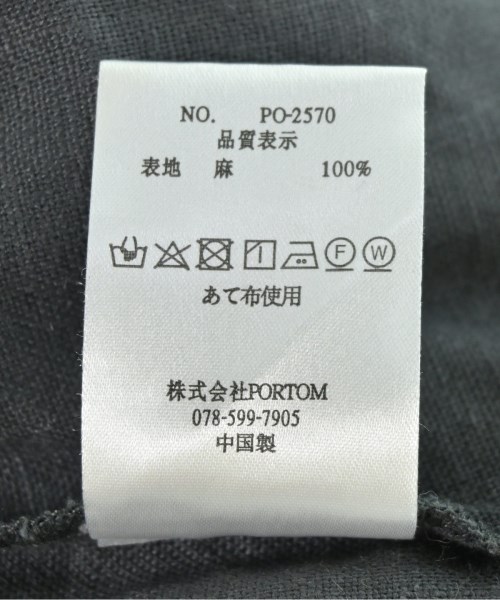 NO. PO-2570
品質表示
表地 麻 100%
F W
あて布使用
株式会社PORTOM
078-599-7905
中国製